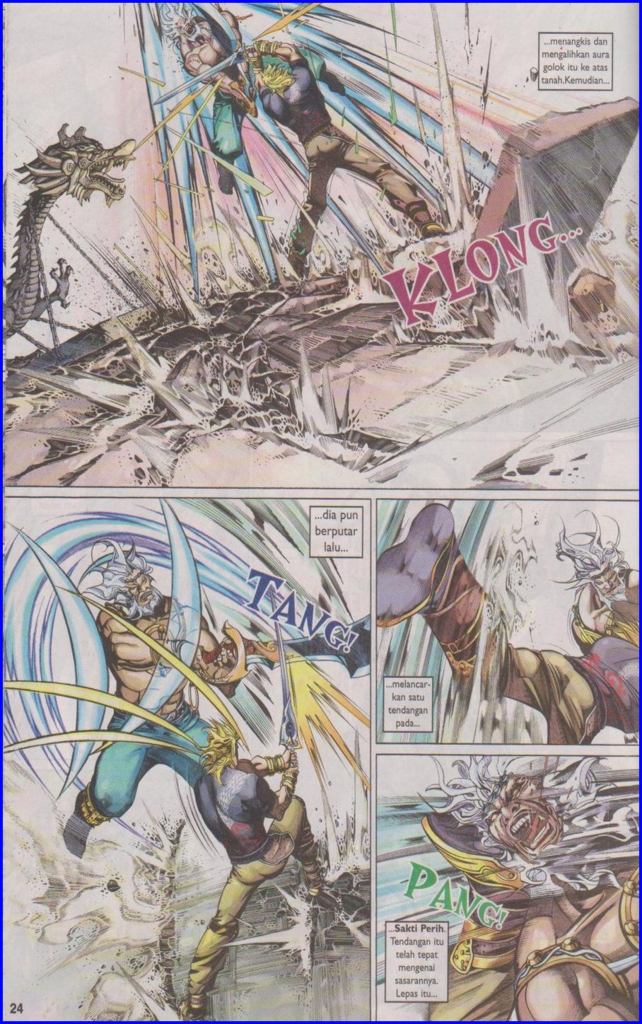 ...menangkis dan
mengalihkan aura
golok itu ke atas
tanah.Kemudian...
KLONG...
...dia pun
berputar
lalu...
TANG!
...melancar-
kan satu
tendangan
pada...
PANG!
...Sakti Perih.
Tendangan itu
telah tepat
mengenai
sasarannya.
Lepas itu...
24